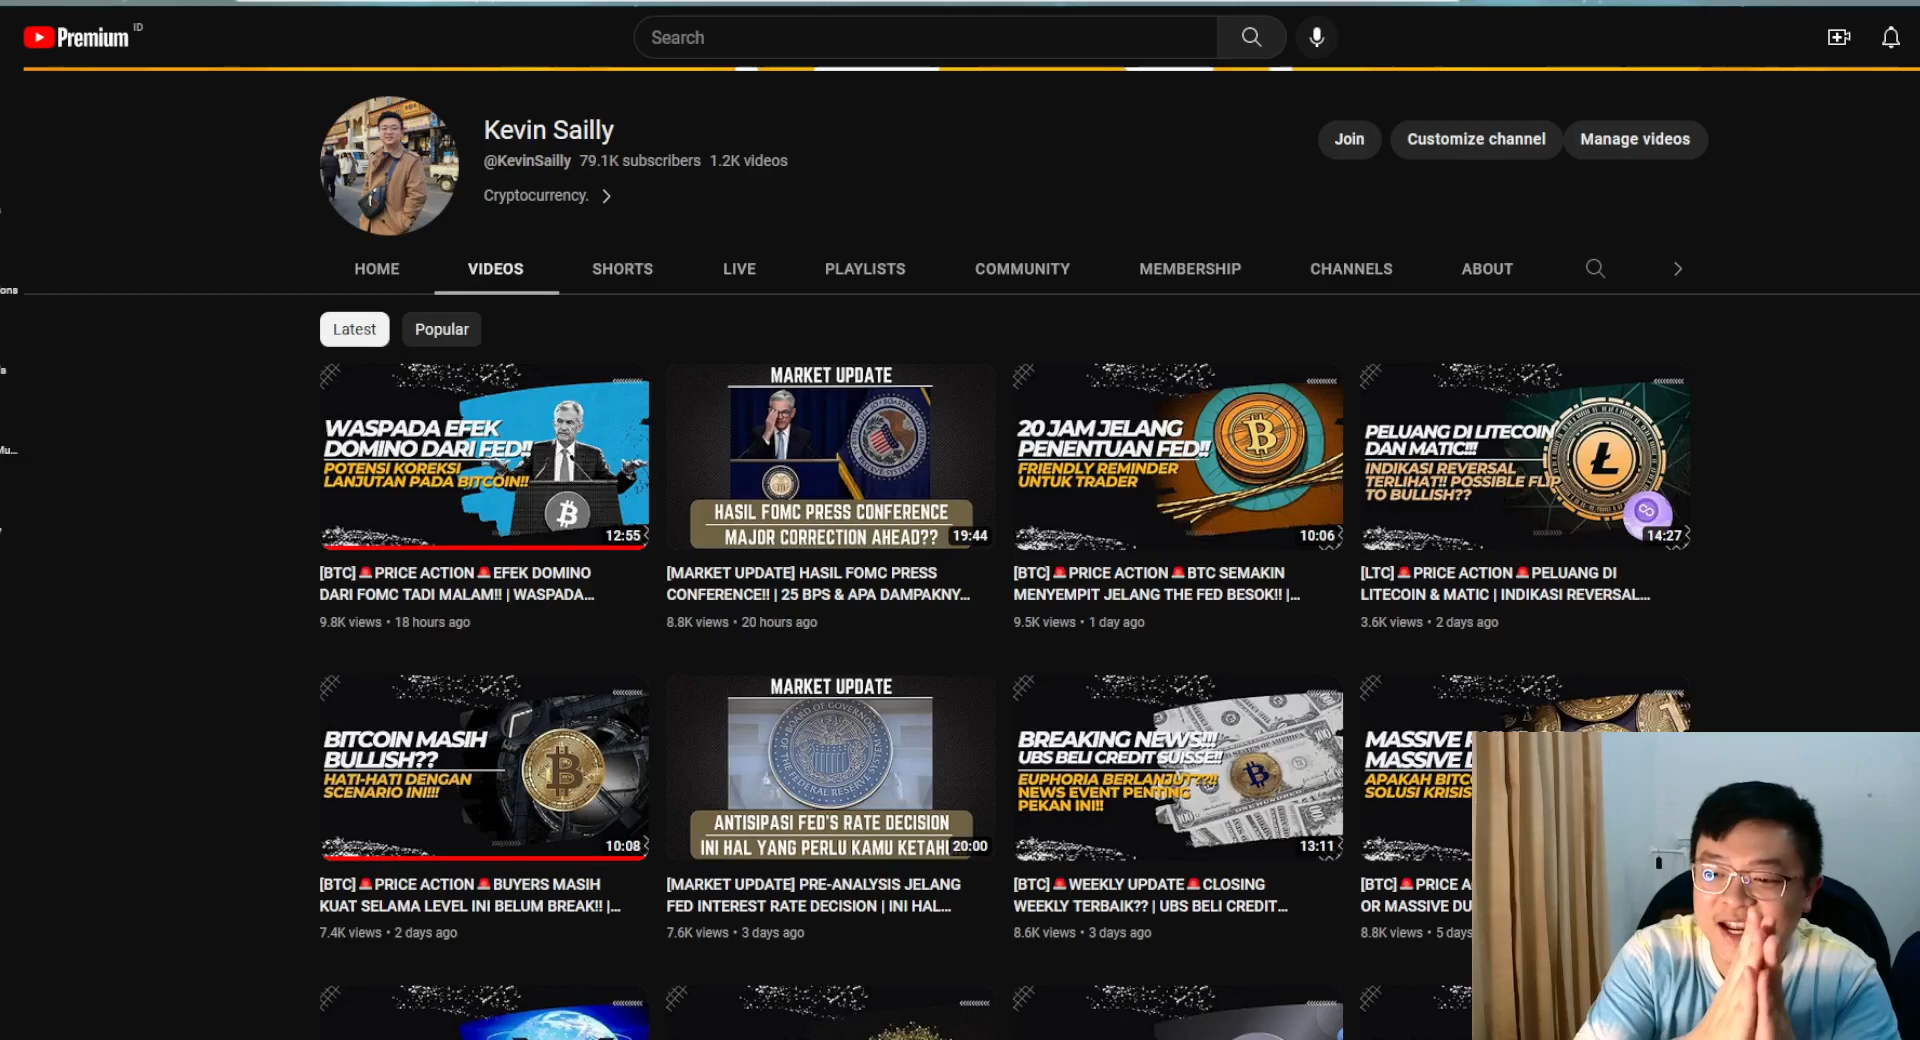 Premium ID
Search
Kevin Sailly
@KevinSailly 79.1K subscribers 1.2K videos
Cryptocurrency.
Join
Customize channel
Manage videos
HOME
VIDEOS
SHORTS
LIVE
PLAYLISTS
COMMUNITY
MEMBERSHIP
CHANNELS
ABOUT
ons
Latest
Popular
WASPADA EFEK
DOMINO DARI FED!!
POTENSI KOREKSI
LANJUTAN PADA BITCOIN!!
12:55
[BTC]🚨PRICE ACTION🚨EFEK DOMINO
DARI FOMC TADI MALAM!! | WASPADA...
9.8K views • 18 hours ago
MARKET UPDATE
HASIL FOMC PRESS CONFERENCE
MAJOR CORRECTION AHEAD??
19:44
[MARKET UPDATE] HASIL FOMC PRESS
CONFERENCE!! | 25 BPS & APA DAMPAKNY...
8.8K views • 20 hours ago
20 JAM JELANG
PENENTUAN FED!!
FRIENDLY REMINDER
UNTUK TRADER
10:06
[BTC]🚨PRICE ACTION🚨BTC SEMAKIN
MENYEMPIT JELANG THE FED BESOK!! |...
9.5K views • 1 day ago
PELUANG DI LITECOIN
DAN MATIC!!!
INDIKASI REVERSAL
TERLIHAT!! POSSIBLE FLIP
TO BULLISH??
14:27
[LTC]🚨PRICE ACTION🚨PELUANG DI
LITECOIN & MATIC | INDIKASI REVERSAL...
3.6K views • 2 days ago
BITCOIN MASIH
BULLISH??
HATI-HATI DENGAN
SCENARIO INI!!!
10:08
[BTC]🚨PRICE ACTION🚨BUYERS MASIH
KUAT SELAMA LEVEL INI BELUM BREAK!! |...
7.4K views • 2 days ago
MARKET UPDATE
ANTISIPASI FED'S RATE DECISION
INI HAL YANG PERLU KAMU KETAHU
20:00
[MARKET UPDATE] PRE-ANALYSIS JELANG
FED INTEREST RATE DECISION | INI HAL...
7.6K views • 3 days ago
BREAKING NEWS!!!
UBS BELI CREDIT SUISSE!!
EUPHORIA BERLANJUT??!!
NEWS EVENT PENTING
PEKAN INI!!
13:11
[BTC]🚨WEEKLY UPDATE🚨CLOSING
WEEKLY TERBAIK?? | UBS BELI CREDIT...
8.6K views • 3 days ago
MASSIVE
MASSIVE
APAKAH BITC
SOLUSI KRISIS
[BTC]🚨PRICE A
OR MASSIVE DU
8.8K views • 5 days